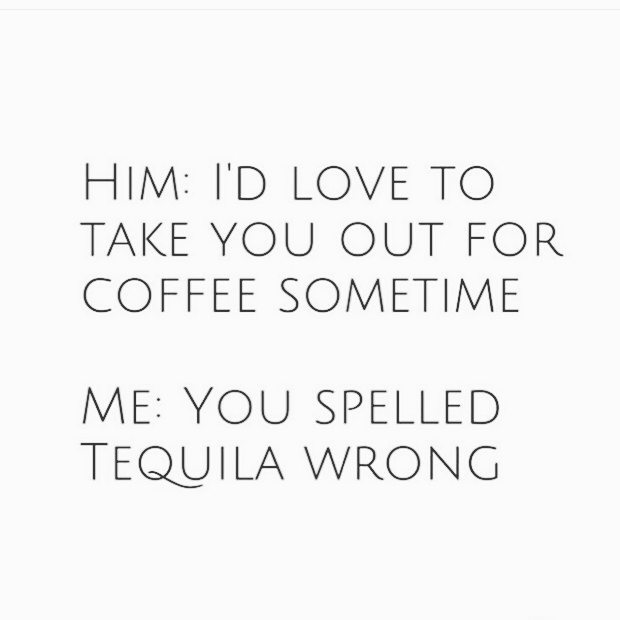 Him: I'd love to
take you out for
coffee sometime
Me: You spelled
Tequila wrong